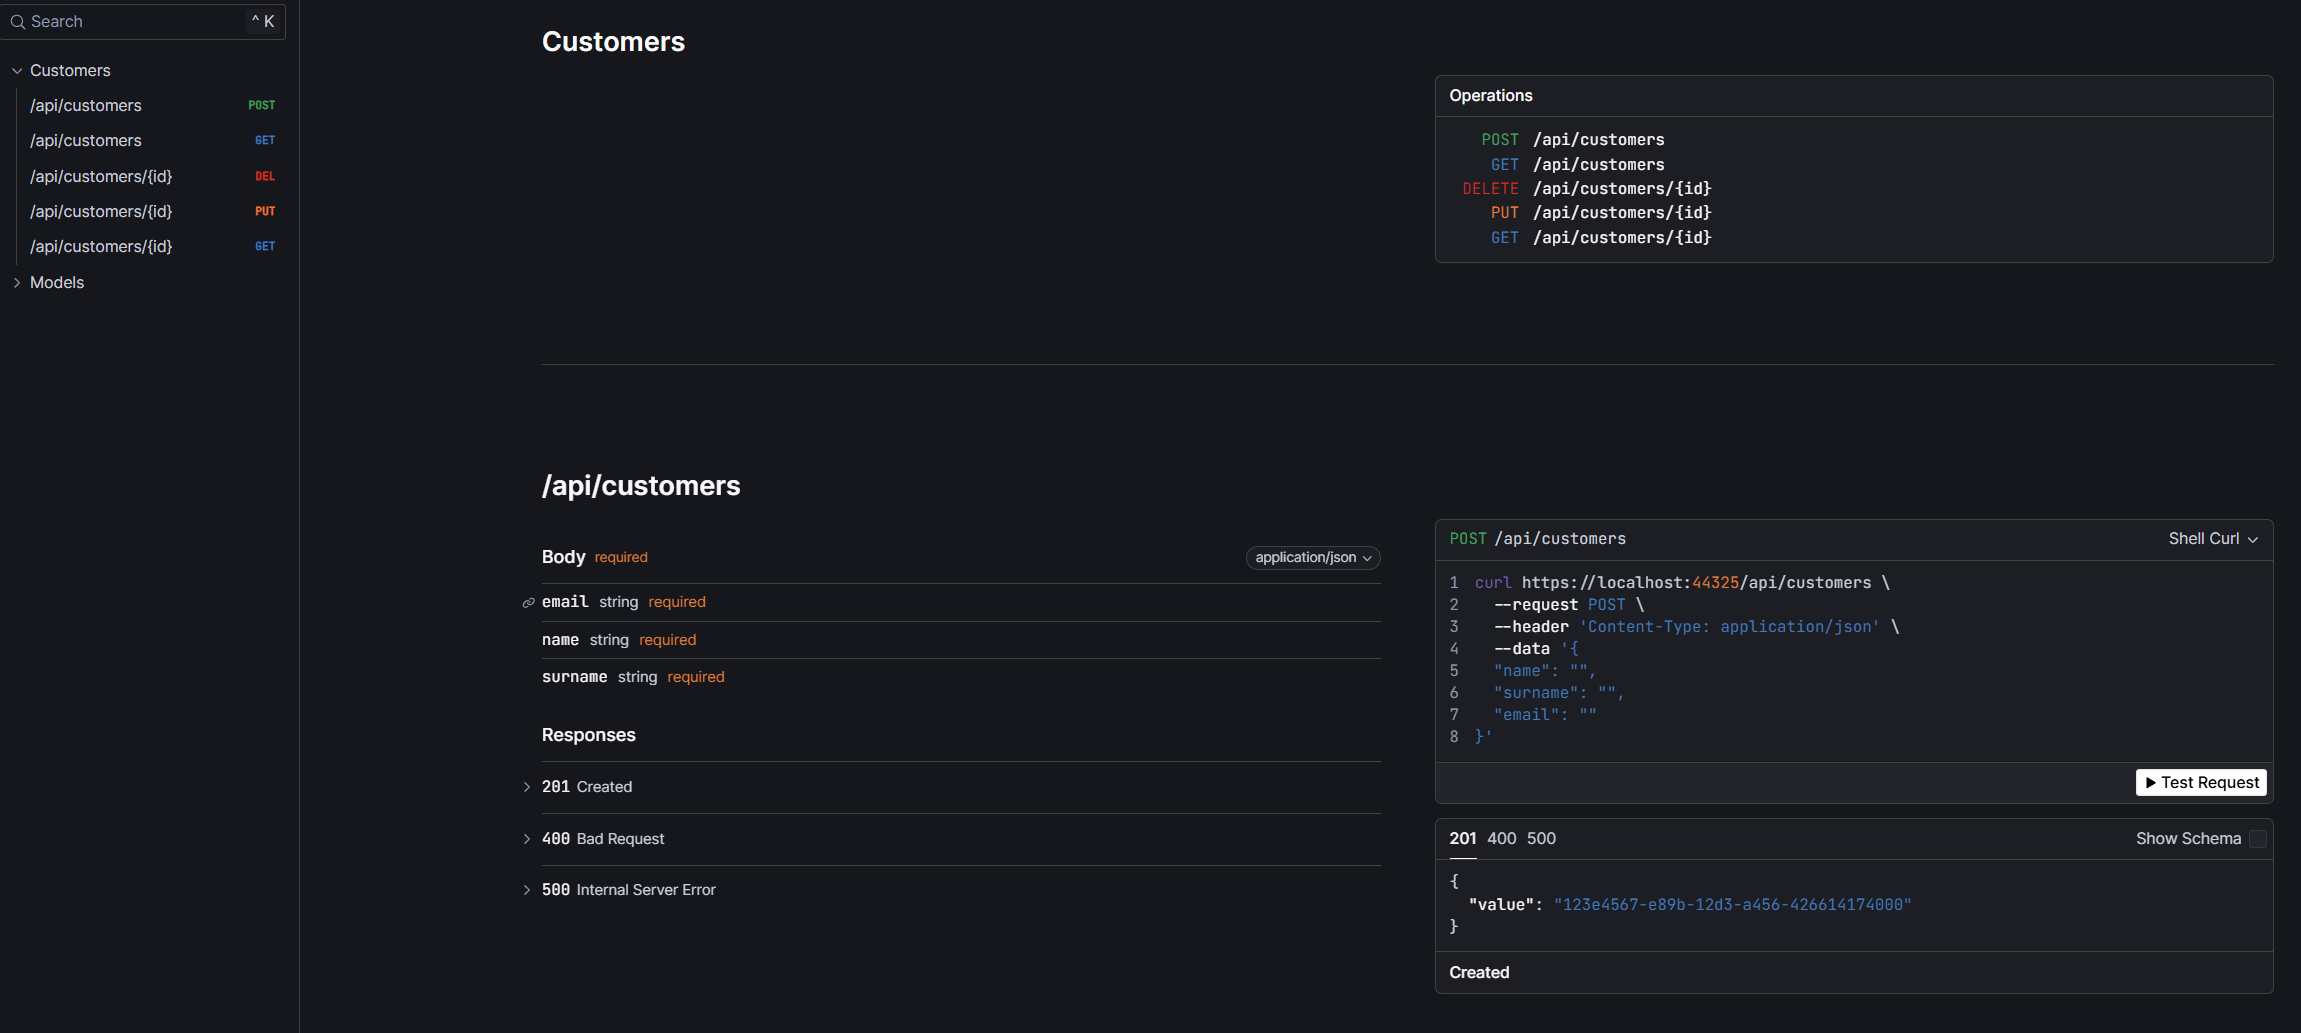 Search
^ K
Customers
/api/customers POST
/api/customers GET
/api/customers/{id} DEL
/api/customers/{id} PUT
/api/customers/{id} GET
Models
Customers
Operations
POST /api/customers
GET /api/customers
DELETE /api/customers/{id}
PUT /api/customers/{id}
GET /api/customers/{id}
/api/customers
Body required
application/json
email string required
name string required
surname string required
Responses
201 Created
400 Bad Request
500 Internal Server Error
POST /api/customers
Shell Curl
1 curl https://localhost:44325/api/customers \
2 --request POST \
3 --header 'Content-Type: application/json' \
4 --data '{
5 "name": "",
6 "surname": "",
7 "email": ""
8 }'
Test Request
201 400 500
Show Schema
{
"value": "123e4567-e89b-12d3-a456-426614174000"
}
Created